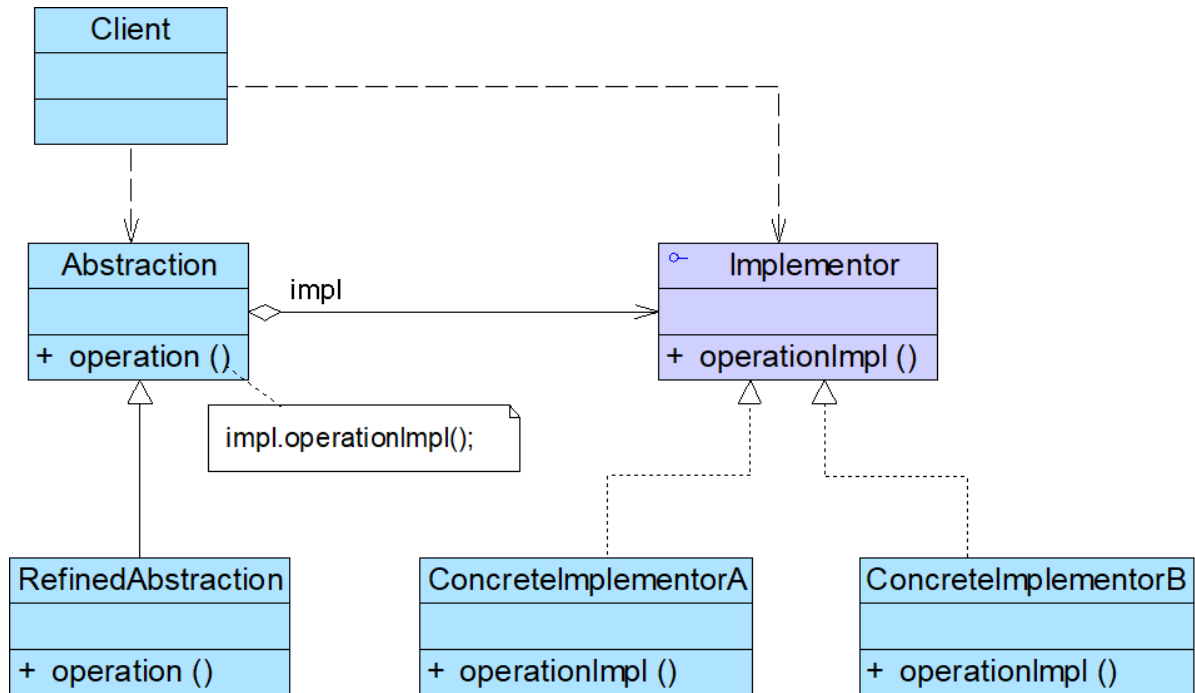 Client
Abstraction
+ operation ()
impl
Implementor
+ operationImpl ()
impl.operationImpl();
RefinedAbstraction
+ operation ()
ConcreteImplementorA
+ operationImpl ()
ConcreteImplementorB
+ operationImpl ()